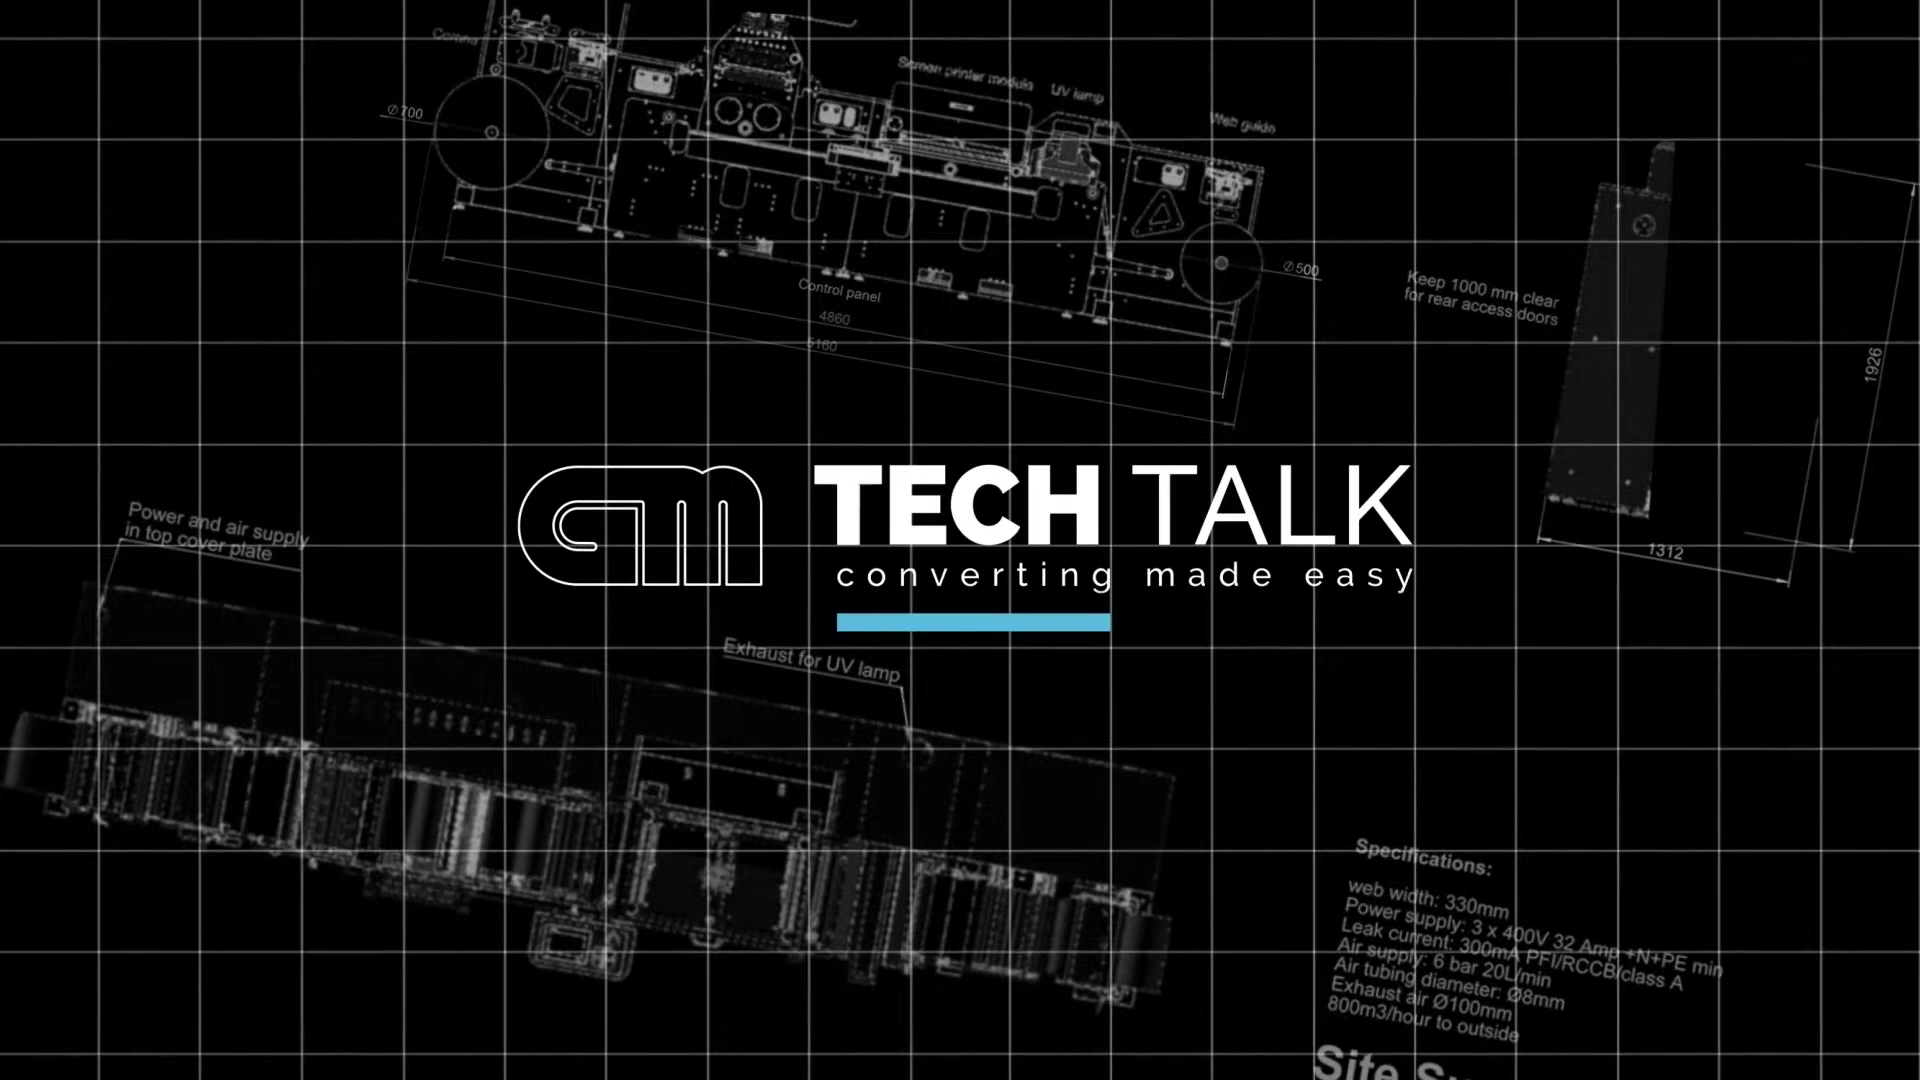 Corona
Screen printer module
UV lamp
Web guide
Ø700
Ø500
Control panel
4860
5160
Keep 1000 mm clear
for rear access doors
1926
1312
GM
TECH TALK
converting made easy
Power and air supply
in top cover plate
Exhaust for UV lamp
Specifications:
web width: 330mm
Power supply: 3 x 400V 32 Amp +N+PE min
Leak current: 300mA PFI/RCCB/class A
Air supply: 6 bar 20L/min
Air tubing diameter: Ø8mm
Exhaust air Ø100mm
800m3/hour to outside
Site